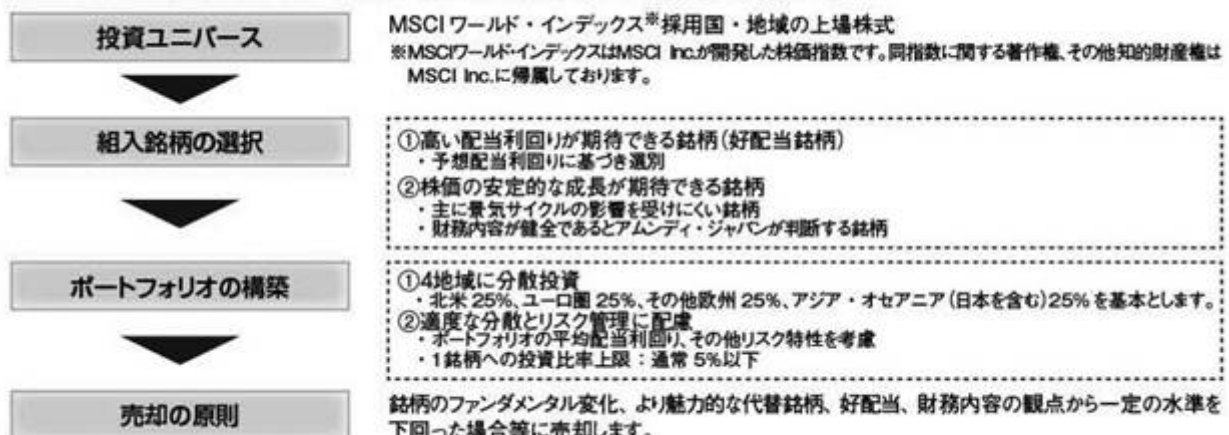 投資ユニバース
MSCIワールド・インデックス※採用国・地域の上場株式
※MSCIワールド・インデックスはMSCI Inc.が開発した株価指数です。同指数に関する著作権、その他知的財産権は
MSCI Inc.に帰属しております。
組入銘柄の選択
①高い配当利回りが期待できる銘柄(好配当銘柄)
・予想配当利回りに基づき選別
②株価の安定的な成長が期待できる銘柄
・主に景気サイクルの影響を受けにくい銘柄
・財務内容が健全であるとアムンディ・ジャパンが判断する銘柄
ポートフォリオの構築
①4地域に分散投資
・北米 25%、ユーロ圏 25%、その他欧州 25%、アジア・オセアニア(日本を含む)25%を基本とします。
②適度な分散とリスク管理に配慮
・ポートフォリオの平均配当利回り、その他リスク特性を考慮
・1銘柄への投資比率上限:通常 5%以下
売却の原則
銘柄のファンダメンタル変化、より魅力的な代替銘柄、好配当、財務内容の観点から一定の水準を
下回った場合等に売却します。